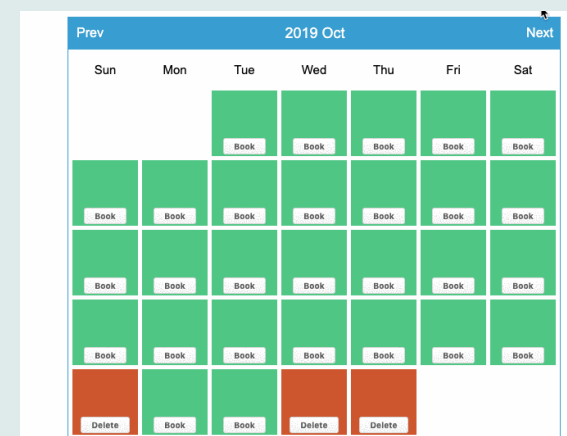 Prev 2019 Oct Next
Sun Mon Tue Wed Thu Fri Sat
Book Book Book Book Book
Book Book Book Book Book Book Book
Book Book Book Book Book Book Book
Book Book Book Book Book Book Book
Delete Book Book Delete Delete